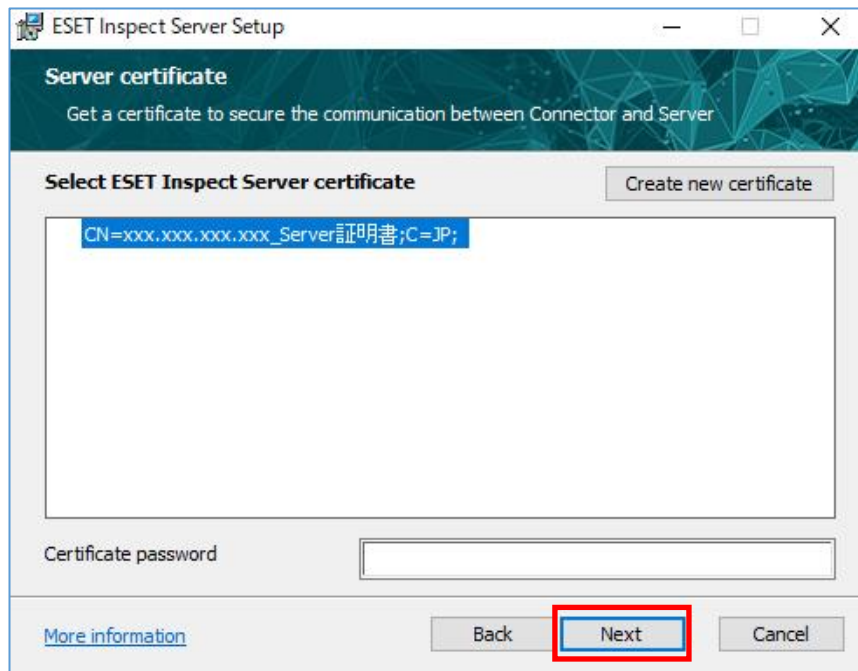 ESET Inspect Server Setup
Server certificate
Get a certificate to secure the communication between Connector and Server
Select ESET Inspect Server certificate
Create new certificate
CN=xxx.xxx.xxx.xxx_Server証明書;C=JP;
Certificate password
More information
Back
Next
Cancel